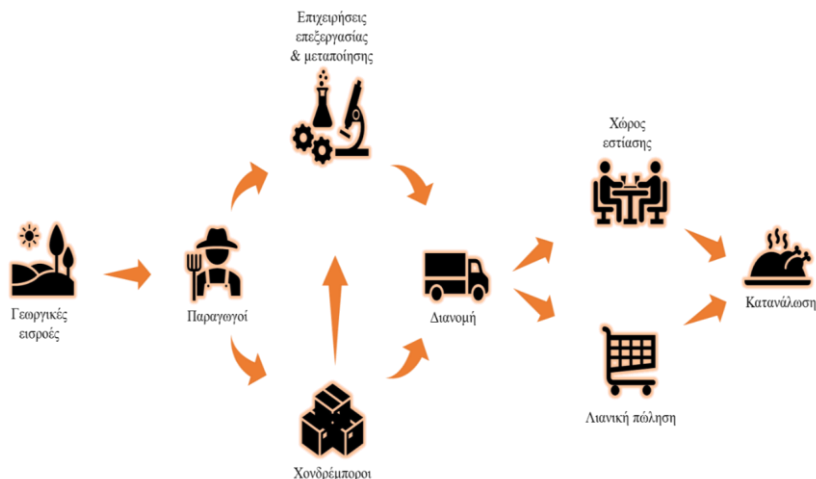 Επιχειρήσεις
επεξεργασίας
& μεταποίησης
Χώρος
εστίασης
Γεωργικές
εισροές
Παραγωγοί
Διανομή
Κατανάλωση
Λιανική πώληση
Χονδρέμποροι